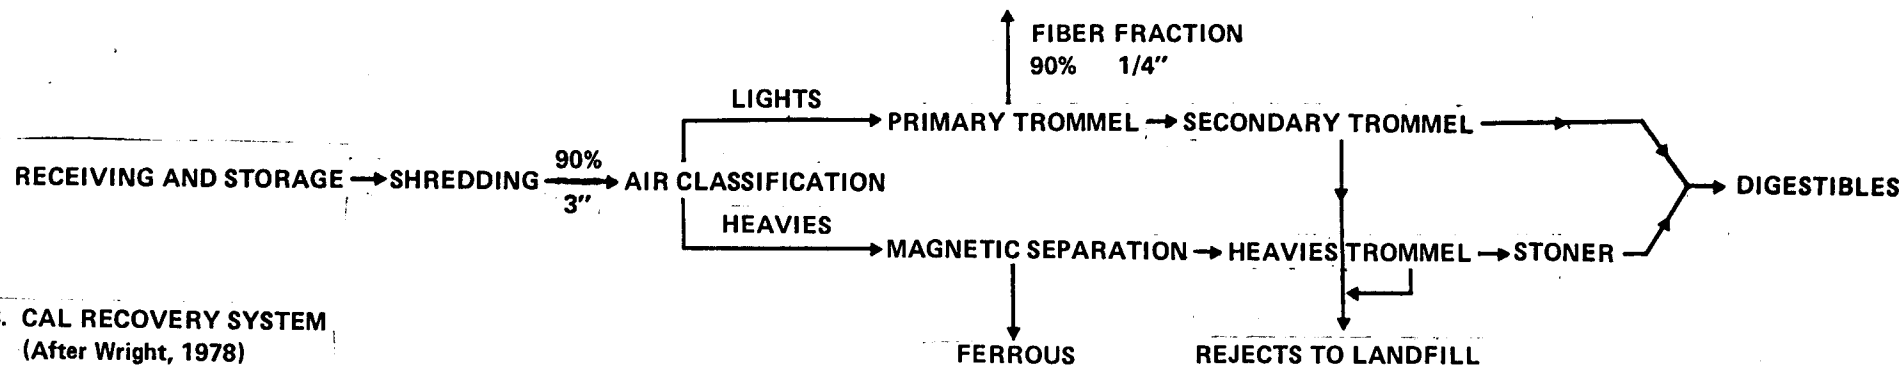 FIBER FRACTION
90% 1/4"
LIGHTS
PRIMARY TROMMEL
SECONDARY TROMMEL
RECEIVING AND STORAGE
SHREDDING
90%
3"
AIR CLASSIFICATION
DIGESTIBLES
HEAVIES
MAGNETIC SEPARATION
HEAVIES TROMMEL
STONER
CAL RECOVERY SYSTEM
(After Wright, 1978)
FERROUS
REJECTS TO LANDFILL